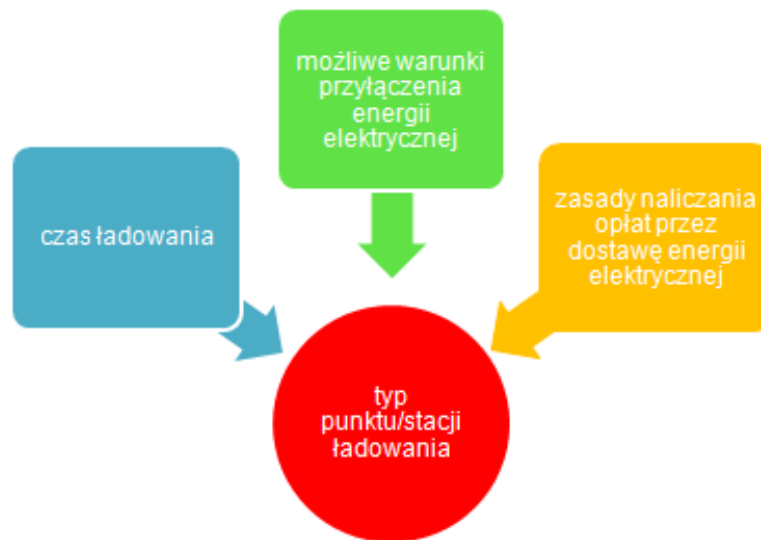 możliwe warunki
przyłączenia
energii
elektrycznej
czas ładowania
zasady naliczania
opłat przez
dostawę energii
elektrycznej
typ
punktu/stacji
ładowania